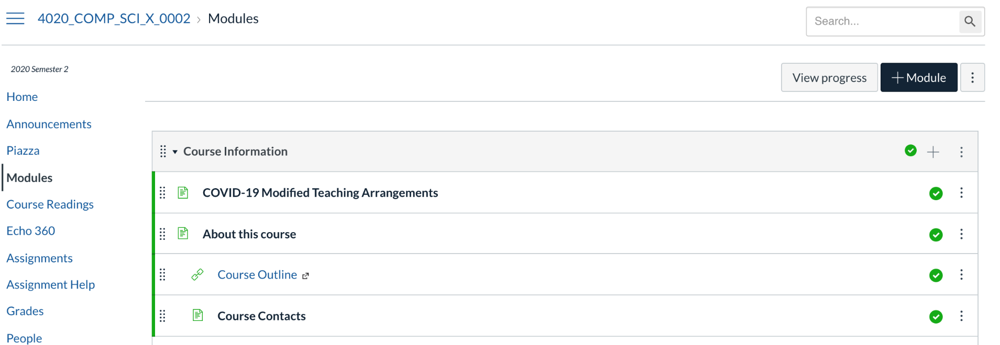 4020_COMP_SCI_X_0002 > Modules
Search...
2020 Semester 2
View progress
+ Module
Home
Announcements
Piazza
Modules
Course Readings
Echo 360
Assignments
Assignment Help
Grades
People
Course Information
COVID-19 Modified Teaching Arrangements
About this course
Course Outline
Course Contacts